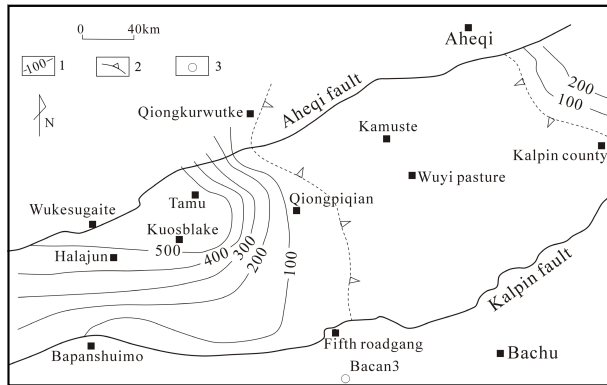 0 40km
-100- 1 2 3
N
Aheqi
Aheqi fault
200
100
Qiongkurwutke
Kamuste
Kalpin county
Wuyi pasture
Tamu
Qiongpiqian
Wukesugaite
Kuosblake
Halajun
500
400
300
200
100
Kalpin fault
Bapanshuimo
Fifth roadgang
Bachu
Bacan3